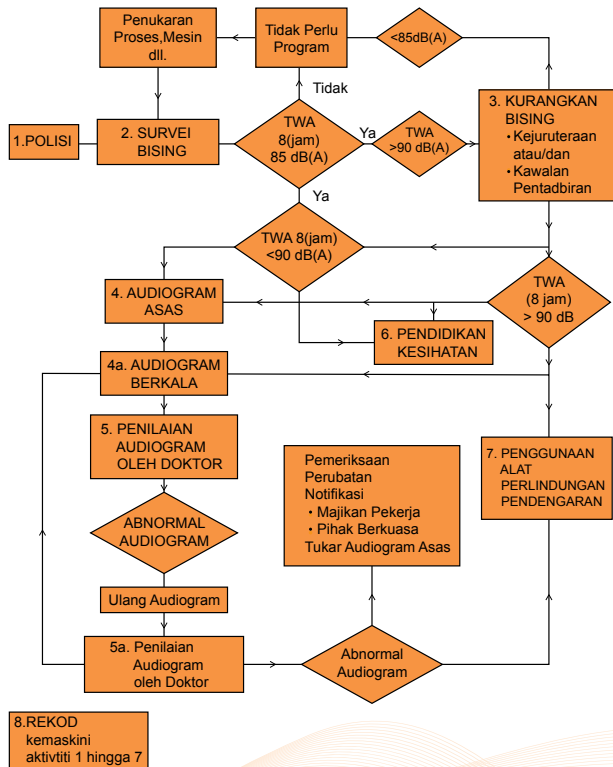 Penukaran
Proses,Mesin
dll.
Tidak Perlu
Program
<85dB(A)
Tidak
1.POLISI
2. SURVEI
BISING
TWA
8(jam)
85 dB(A)
Ya
TWA
>90 dB(A)
3. KURANGKAN
BISING
• Kejuruteraan
atau/dan
• Kawalan
Pentadbiran
Ya
TWA 8(jam)
<90 dB(A)
TWA
(8 jam)
> 90 dB
4. AUDIOGRAM
ASAS
6. PENDIDIKAN
KESIHATAN
4a. AUDIOGRAM
BERKALA
5. PENILAIAN
AUDIOGRAM
OLEH DOKTOR
7. PENGGUNAAN
ALAT
PERLINDUNGAN
PENDENGARAN
Pemeriksaan
Perubatan
Notifikasi
• Majikan Pekerja
• Pihak Berkuasa
Tukar Audiogram Asas
ABNORMAL
AUDIOGRAM
Ulang Audiogram
5a. Penilaian
Audiogram
oleh Doktor
Abnormal
Audiogram
8.REKOD
kemaskini
aktivtiti 1 hingga 7